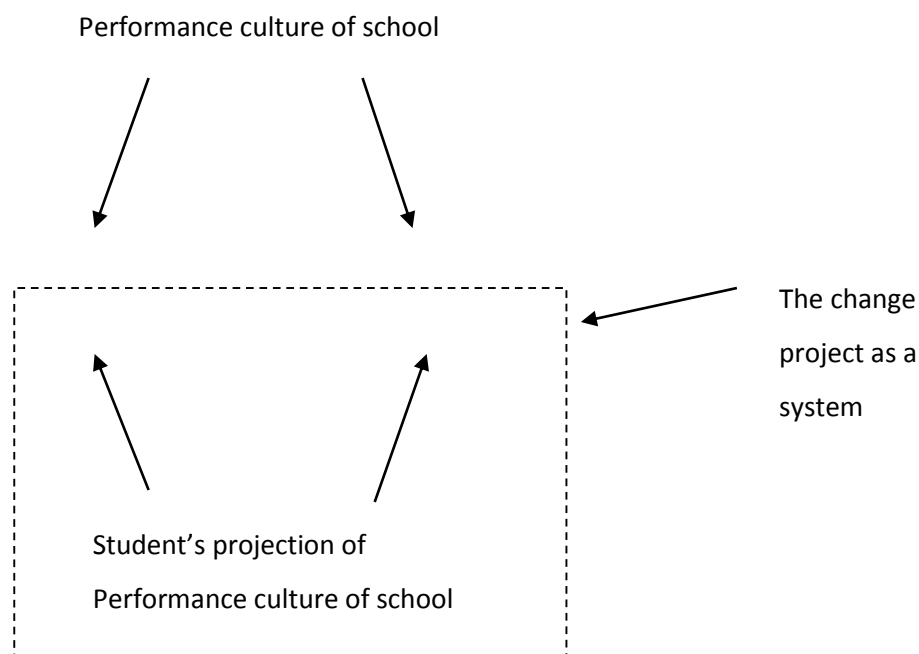 Performance culture of school
The change
project as a
system
Student’s projection of
Performance culture of school